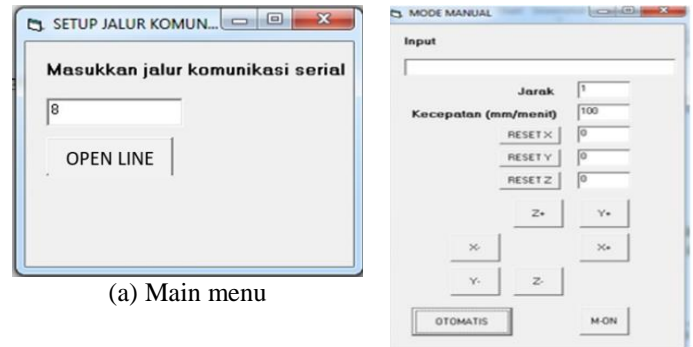 SETUP JALUR KOMUN...
Masukkan jalur komunikasi serial
8
OPEN LINE
(a) Main menu
MODE MANUAL
Input
Jarak 1
Kecepatan (mm/menit) 100
RESET X 0
RESET Y 0
RESET Z 0
Z+ Y+
X- X+
Y- Z-
OTOMATIS M-ON